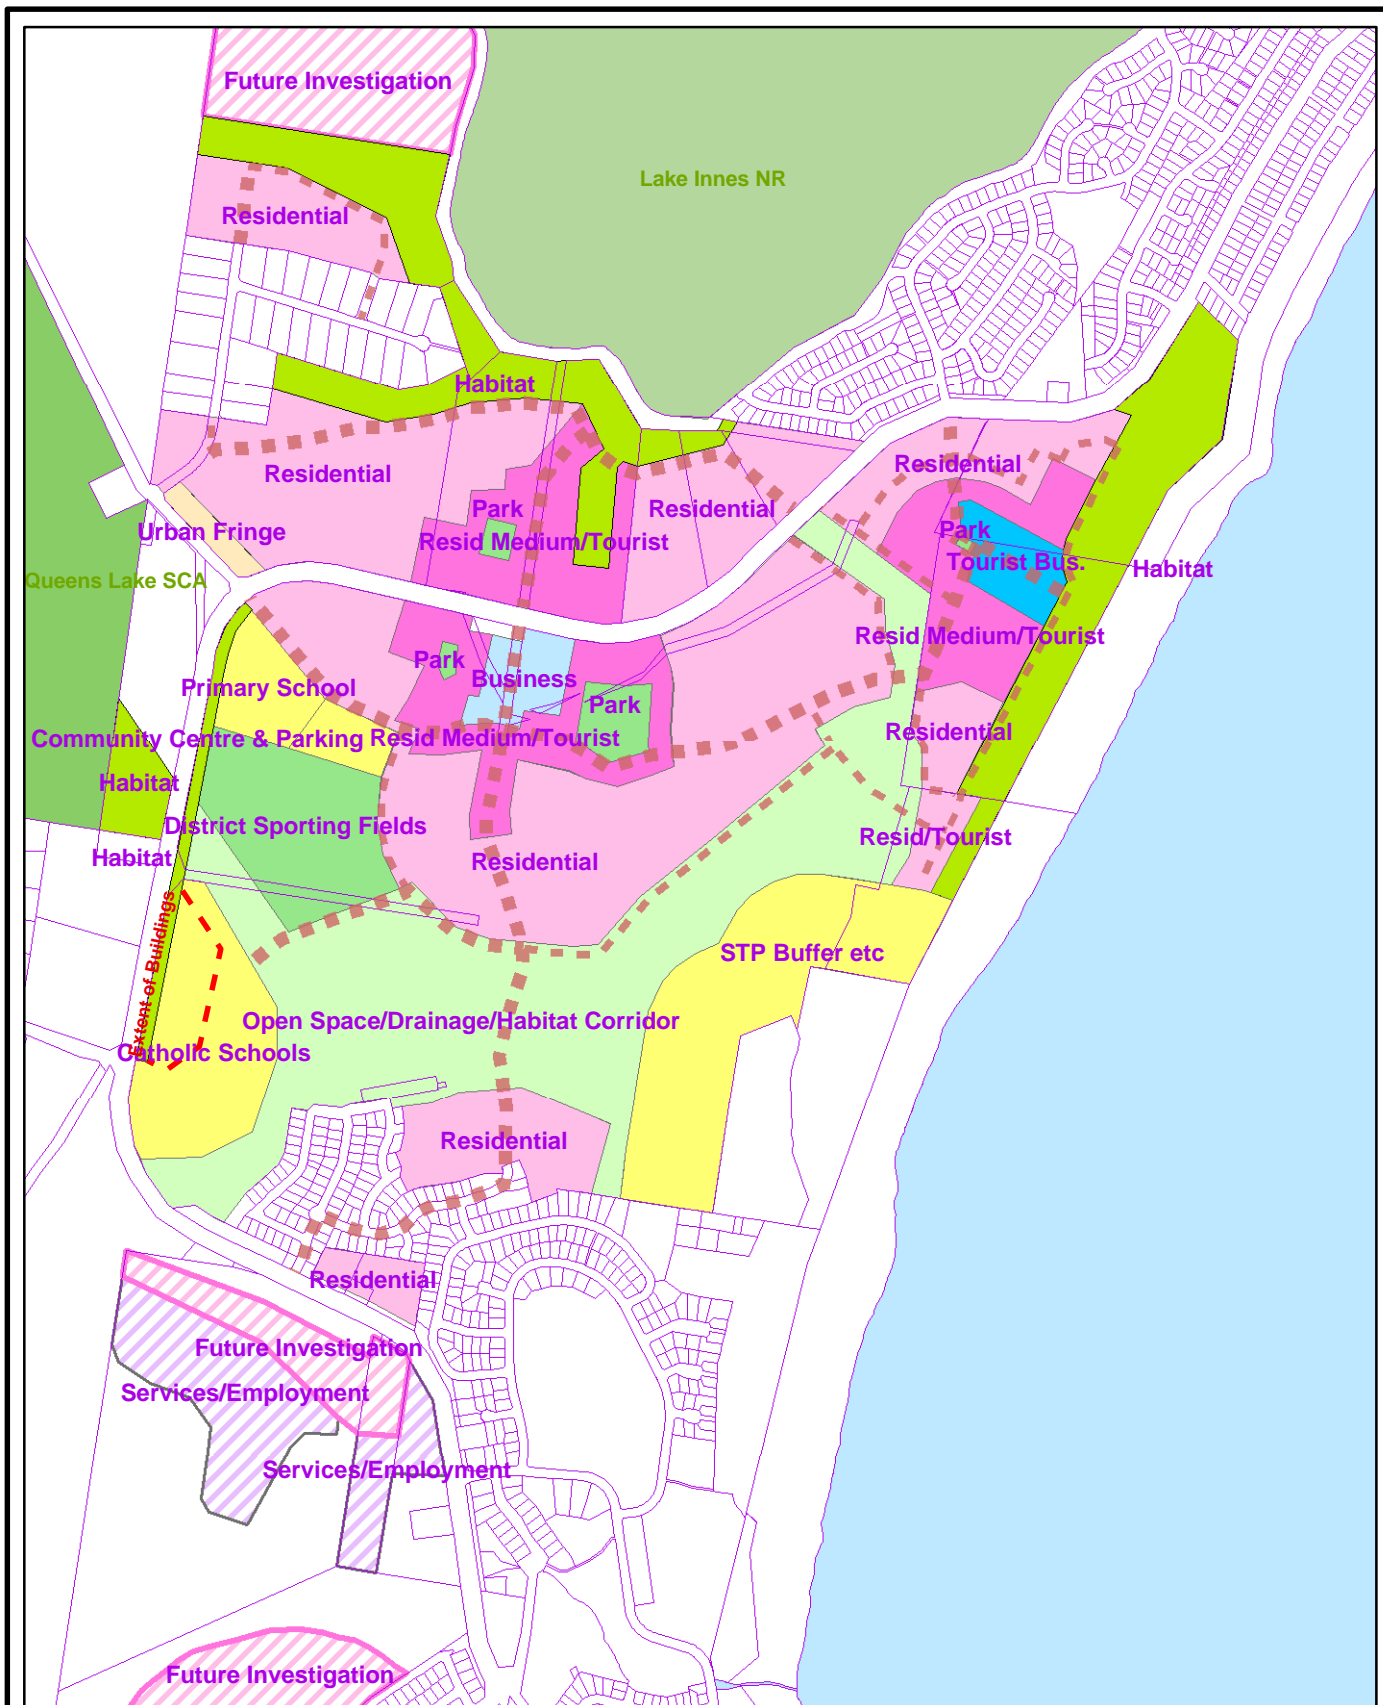 Future Investigation
Lake Innes NR
Residential
Habitat
Residential
Residential
Park
Residential
Resid Medium/Tourist
Urban Fringe
Park
Tourist Bus.
Habitat
Queens Lake SCA
Resid Medium/Tourist
Park
Business
Primary School
Park
Residential
Community Centre & Parking
Resid Medium/Tourist
Habitat
District Sporting Fields
Resid/Tourist
Habitat
Residential
Extent of Buildings
STP Buffer etc
Open Space/Drainage/Habitat Corridor
Catholic Schools
Residential
Residential
Future Investigation
Services/Employment
Services/Employment
Future Investigation